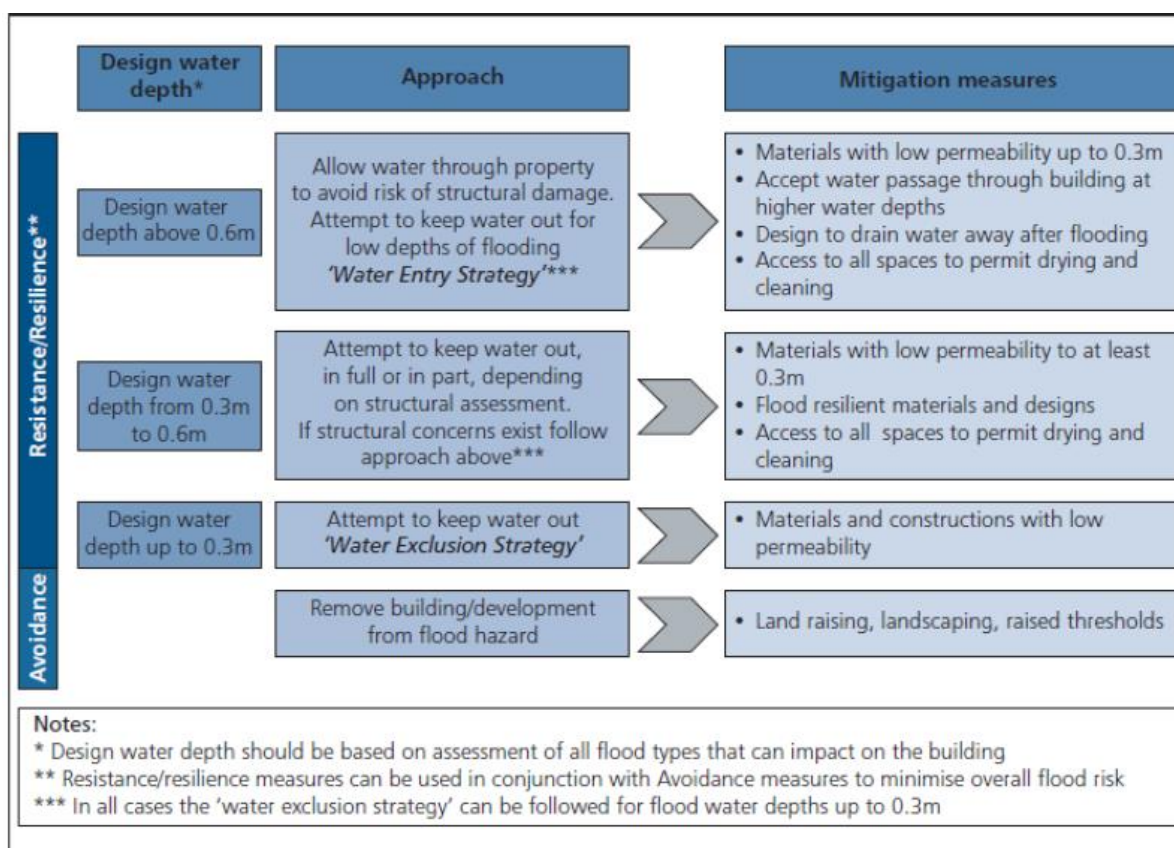 Design water
depth*
Approach
Mitigation measures
Resistance/Resilience**
Design water
depth above 0.6m
Allow water through property
to avoid risk of structural damage.
Attempt to keep water out for
low depths of flooding
'Water Entry Strategy'***
• Materials with low permeability up to 0.3m
• Accept water passage through building at
higher water depths
• Design to drain water away after flooding
• Access to all spaces to permit drying and
cleaning
Design water
depth from 0.3m
to 0.6m
Attempt to keep water out,
in full or in part, depending
on structural assessment.
If structural concerns exist follow
approach above***
• Materials with low permeability to at least
0.3m
• Flood resilient materials and designs
• Access to all spaces to permit drying and
cleaning
Design water
depth up to 0.3m
Attempt to keep water out
'Water Exclusion Strategy'
• Materials and constructions with low
permeability
Avoidance
Remove building/development
from flood hazard
• Land raising, landscaping, raised thresholds
Notes:
* Design water depth should be based on assessment of all flood types that can impact on the building
** Resistance/resilience measures can be used in conjunction with Avoidance measures to minimise overall flood risk
*** In all cases the 'water exclusion strategy' can be followed for flood water depths up to 0.3m